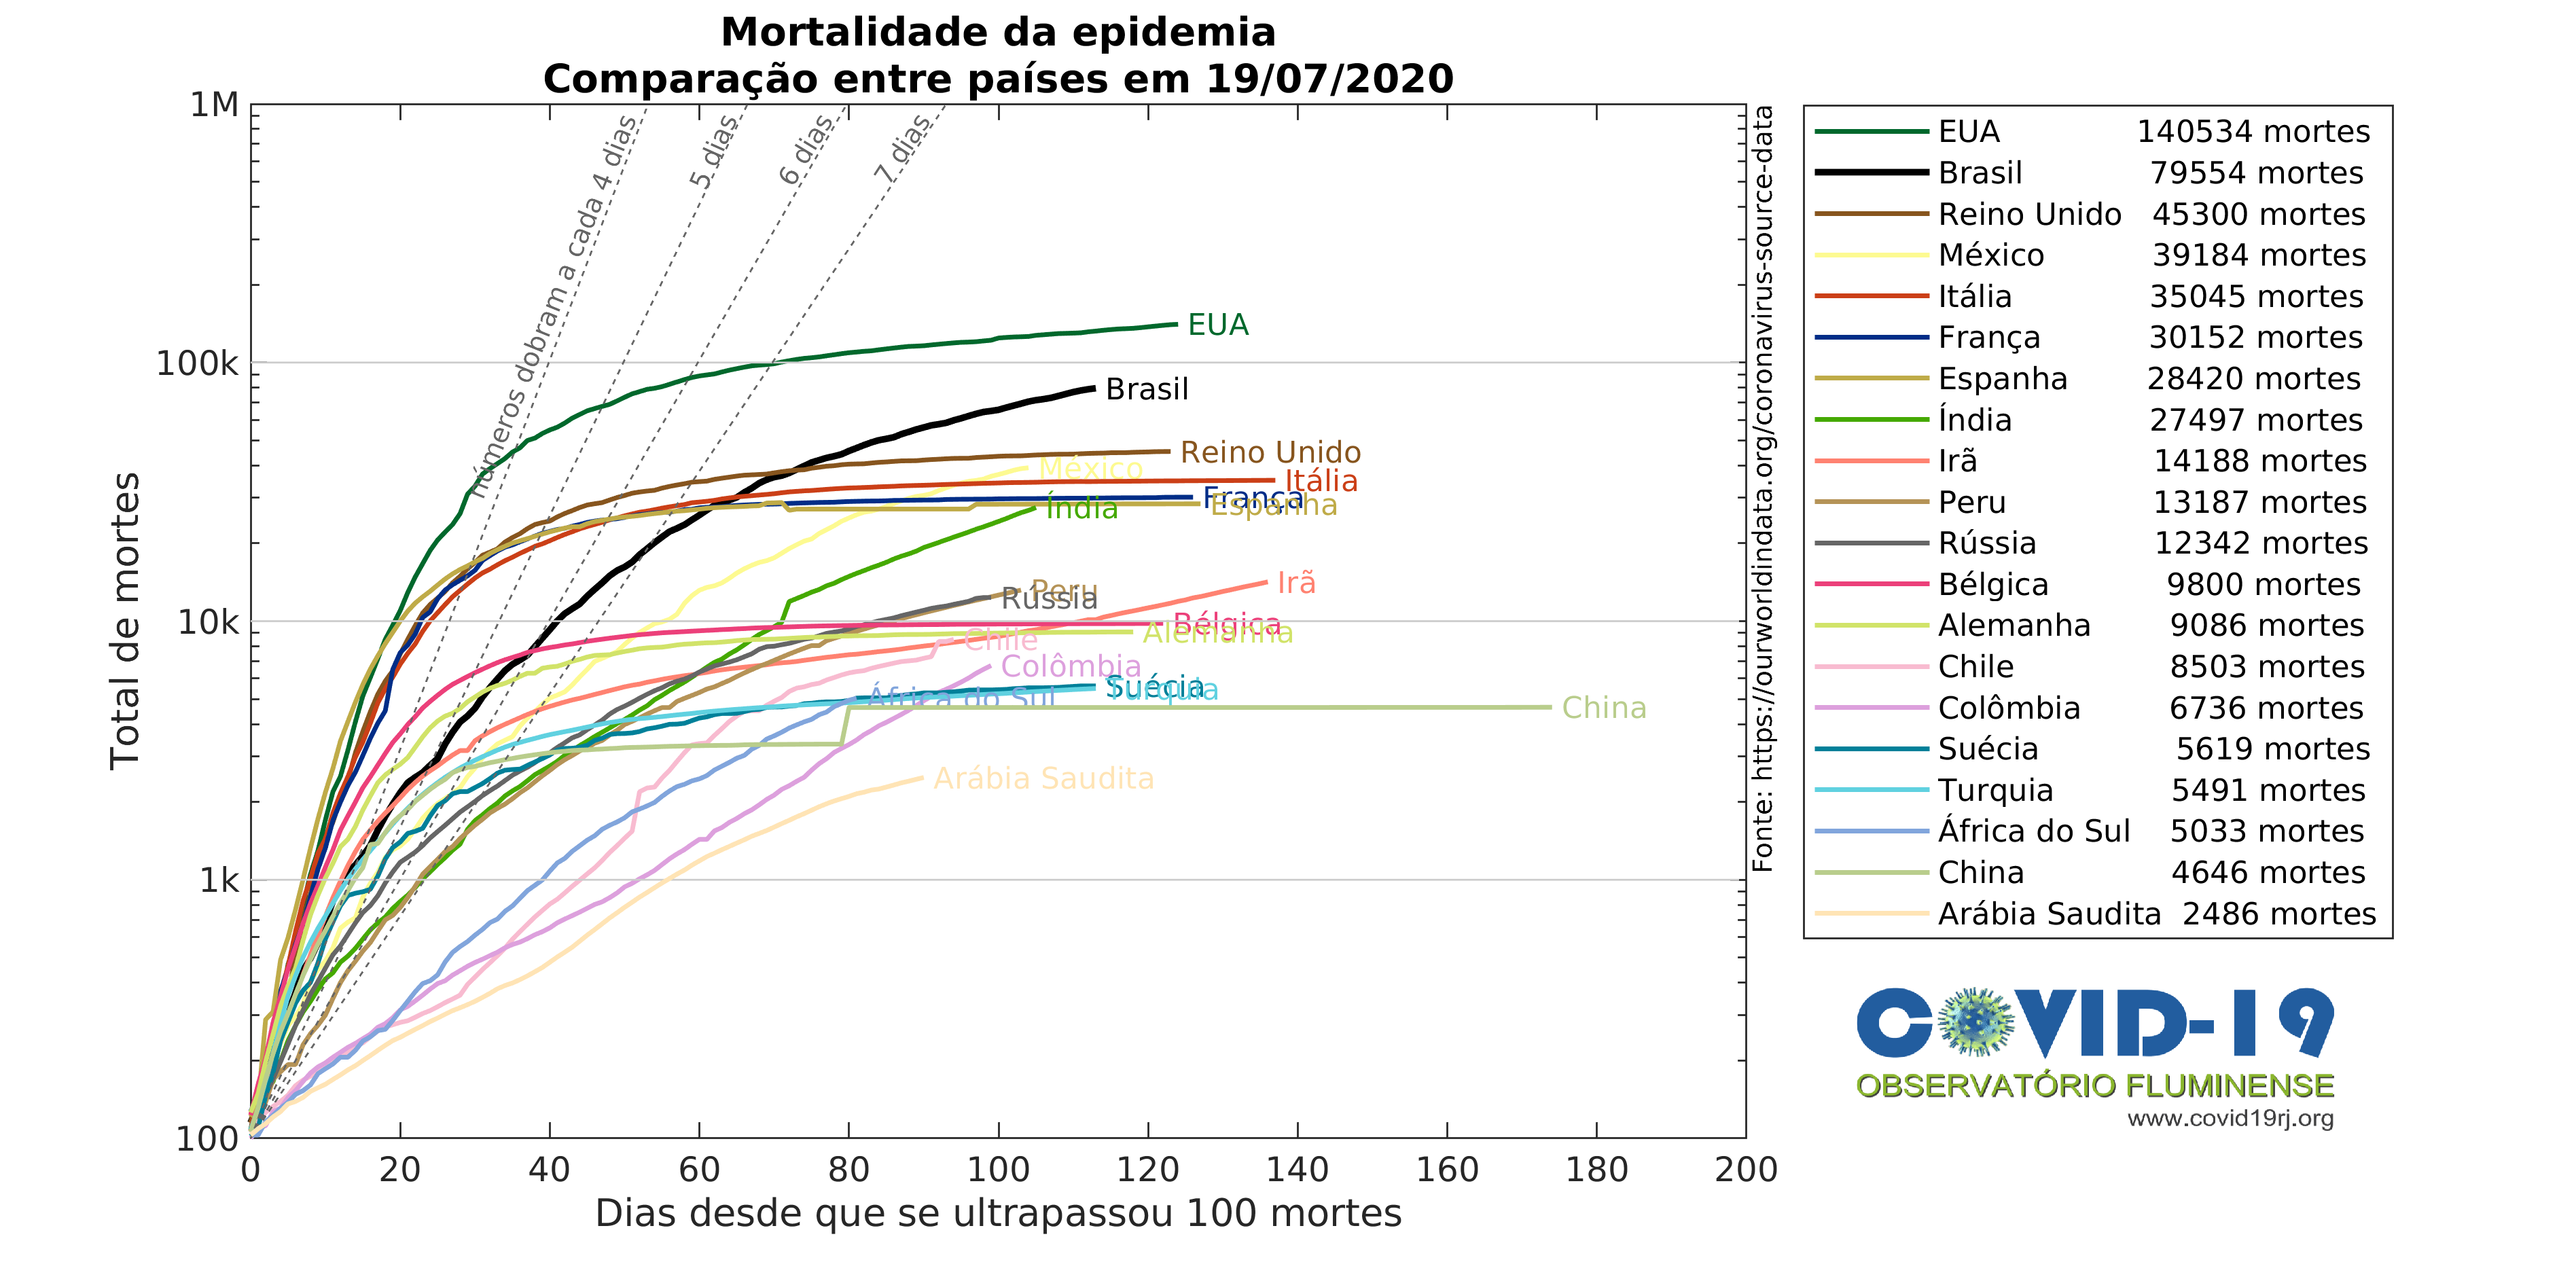 Mortalidade da epidemia
Comparação entre países em 19/07/2020
Total de mortes
1M
100k
10k
1k
100
0 20 40 60 80 100 120 140 160 180 200
Dias desde que se ultrapassou 100 mortes
números dobram a cada 4 dias
5 dias
6 dias
7 dias
EUA
Brasil
Reino Unido
México
Itália
França
Espanha
Índia
Irã
Peru
Rússia
Bélgica
Alemanha
Chile
Colômbia
Suécia
Turquia
África do Sul
China
Arábia Saudita
Fonte: https://ourworldindata.org/coronavirus-source-data
EUA 140534 mortes
Brasil 79554 mortes
Reino Unido 45300 mortes
México 39184 mortes
Itália 35045 mortes
França 30152 mortes
Espanha 28420 mortes
Índia 27497 mortes
Irã 14188 mortes
Peru 13187 mortes
Rússia 12342 mortes
Bélgica 9800 mortes
Alemanha 9086 mortes
Chile 8503 mortes
Colômbia 6736 mortes
Suécia 5619 mortes
Turquia 5491 mortes
África do Sul 5033 mortes
China 4646 mortes
Arábia Saudita 2486 mortes
COVID-19
OBSERVATÓRIO FLUMINENSE
www.covid19rj.org